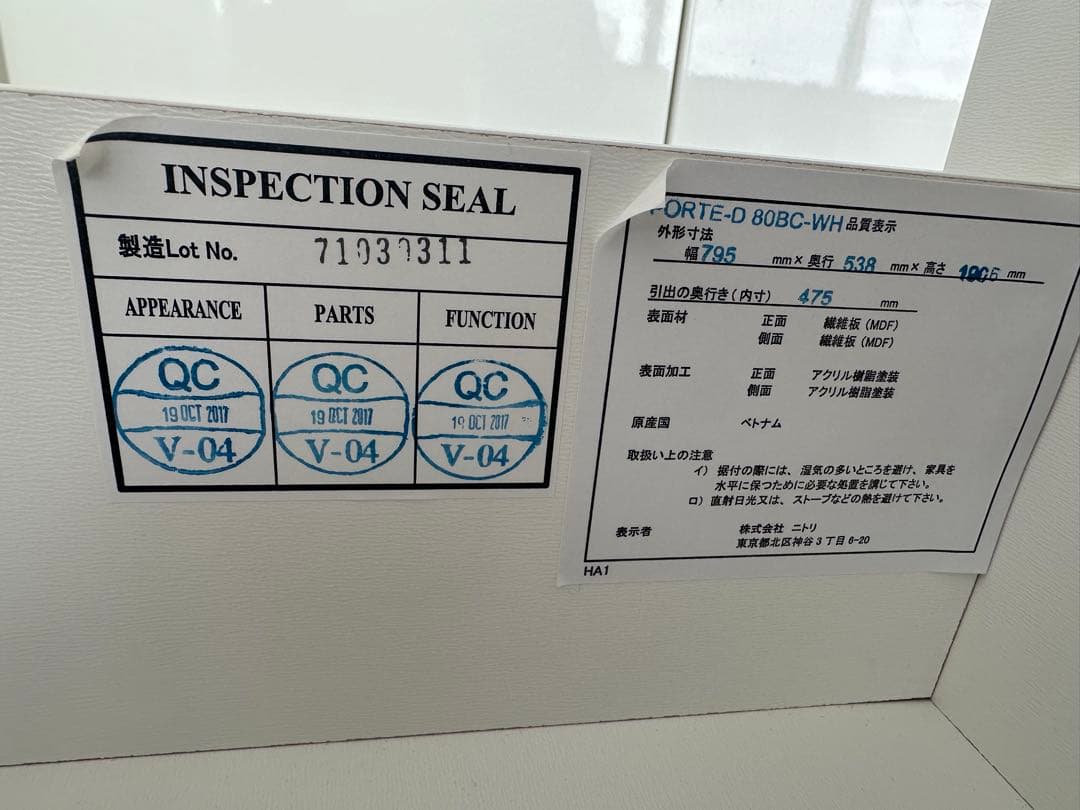 INSPECTION SEAL
製造Lot No.
APPEARANCE PARTS FUNCTION
QC QC QC
19 OCT 2017 19 OCT 2017 19 OCT 2017
V-04 V-04 V-04
PORTE-D 80BC-WH 品質表示
外形寸法
幅 795 mm × 奥行 538 mm × 高さ mm
引出の奥行き(内寸) 475 mm
表面材 正面 繊維板(MDF)
側面 繊維板(MDF)
表面加工 正面 アクリル樹脂塗装
側面 アクリル樹脂塗装
原産国 ベトナム
取扱い上の注意
イ) 据付の際には、湿気の多いところを避け、家具を
水平に保つために必要な処置を講じて下さい。
ロ) 直射日光又は、ストーブなどの熱を避けて下さい。
表示者 株式会社 ニトリ
東京都北区神谷3丁目6-20
HA1